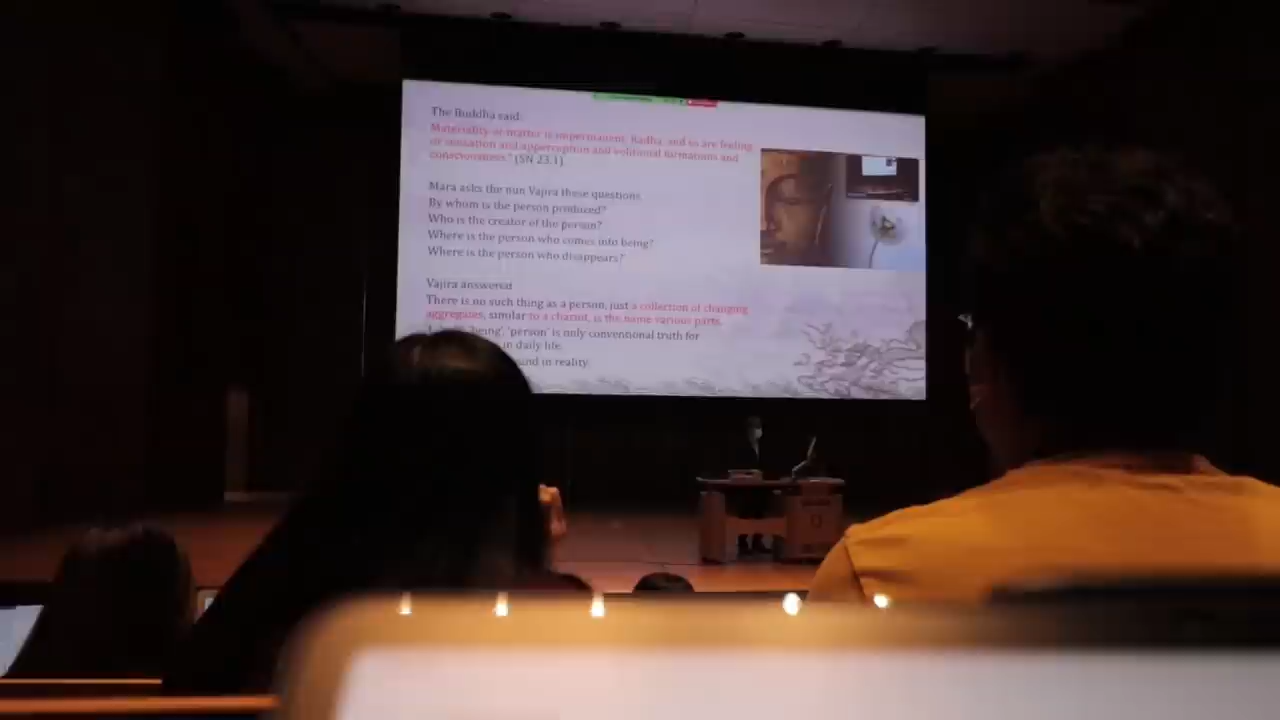 The Buddha said:
Materiality or matter is impermanent, Radha, and so are feeling
or sensation and apperception and volitional formations and
consciousness." (SN 23.1)
Mara asks the nun Vajira these questions
By whom is the person produced?
Who is the creator of the person?
Where is the person who comes into being?
Where is the person who disappears?
Vajira answered
There is no such thing as a person, just a collection of changing
aggregates, similar to a chariot, is the name various parts.
'being', 'person' is only conventional truth for
in daily life.
in reality.